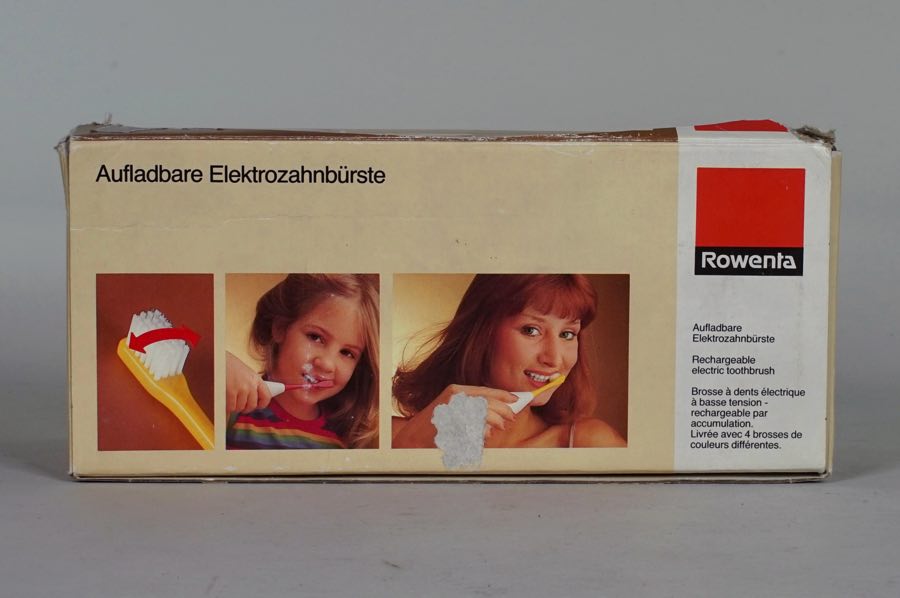 Aufladbare Elektrozahnbürste
Rowenta
Aufladbare
Elektrozahnbürste
Rechargeable
electric toothbrush
Brosse à dents électrique
à basse tension -
rechargeable par
accumulation.
Livrée avec 4 brosses de
couleurs différentes.